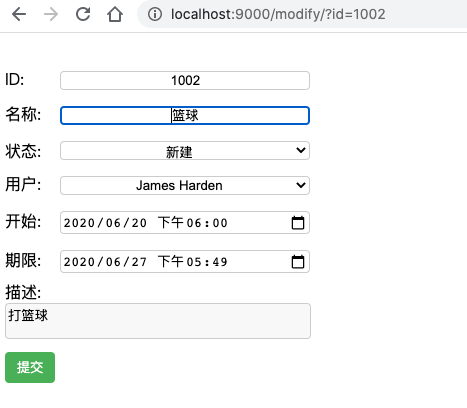 localhost:9000/modify/?id=1002
ID: 1002
名称: 篮球
状态: 新建
用户: James Harden
开始: 2020/06/20 下午06:00
期限: 2020/06/27 下午05:49
描述:
打篮球
提交